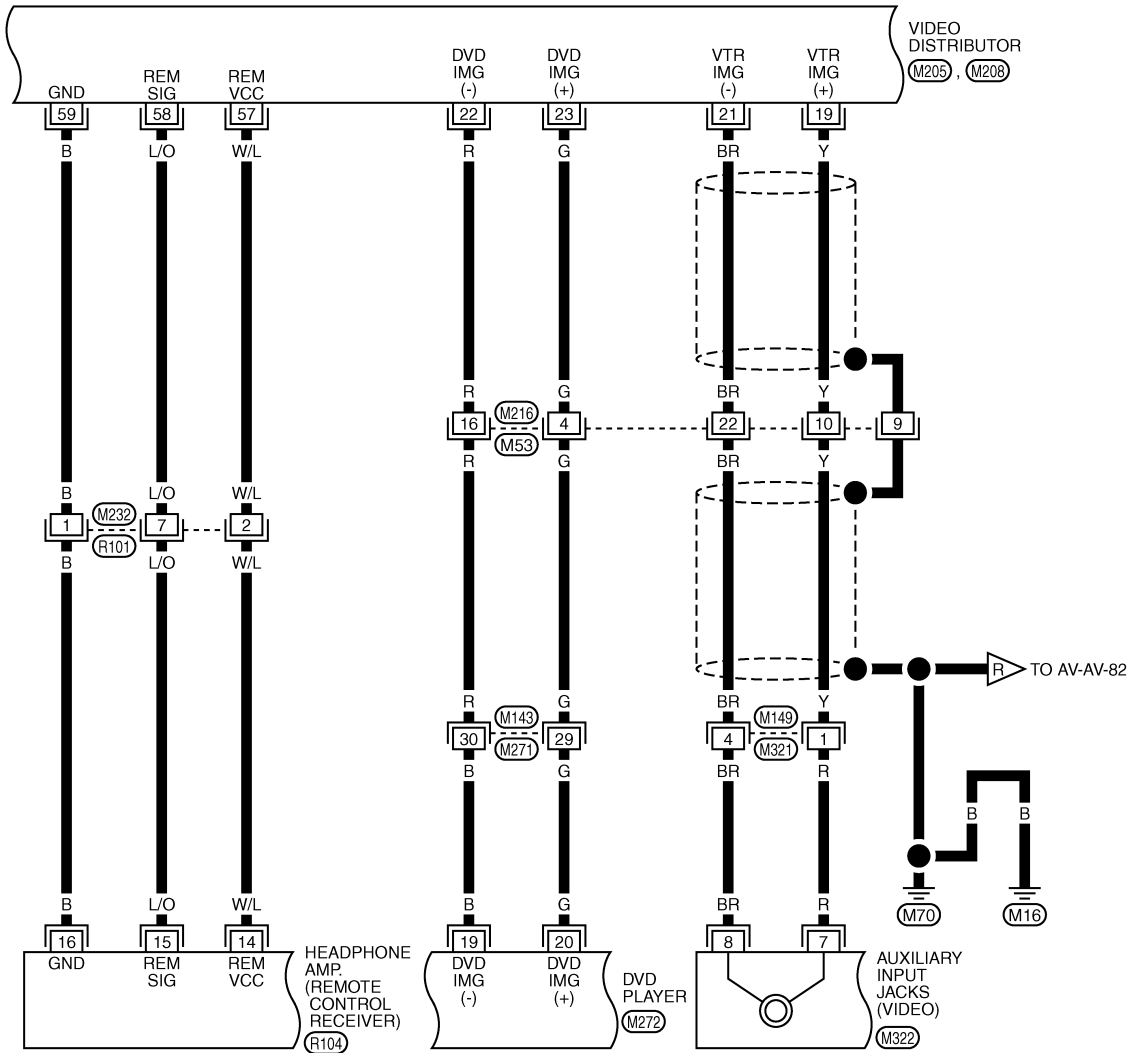 VIDEO
DISTRIBUTOR
M205 , M208
GND
REM
SIG
REM
VCC
DVD
IMG
(-)
DVD
IMG
(+)
VTR
IMG
(-)
VTR
IMG
(+)
59 58 57 22 23 21 19
B L/O W/L R G BR Y
R G BR Y
16 M216 4 22 10 9
M53
R G BR Y
B L/O W/L
1 M232 7 2
R101
B L/O W/L
R TO AV-AV-82
R G BR Y
30 M143 29 4 M149 1
M271 M321
B G BR R
B B
B L/O W/L B G BR R
M70 M16
16 15 14 19 20 8 7
GND
REM
SIG
REM
VCC
HEADPHONE
AMP.
(REMOTE
CONTROL
RECEIVER)
R104
DVD
IMG
(-)
DVD
IMG
(+)
DVD
PLAYER
M272
AUXILIARY
INPUT
JACKS
(VIDEO)
M322